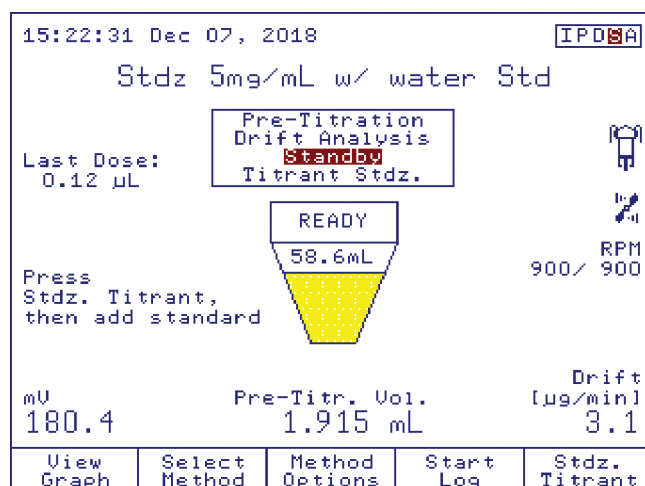 15:22:31 Dec 07, 2018
IPDSA
Stdz 5mg/mL w/ water Std
Pre-Titration
Drift Analysis
Standby
Titrant Stdz.
Last Dose:
0.12 µL
READY
58.6mL
RPM
900/ 900
Press
Stdz. Titrant,
then add standard
mV
180.4
Pre-Titr. Vol.
1.915 mL
Drift
[µg/min]
3.1
View
Graph
Select
Method
Method
Options
Start
Log
Stdz.
Titrant